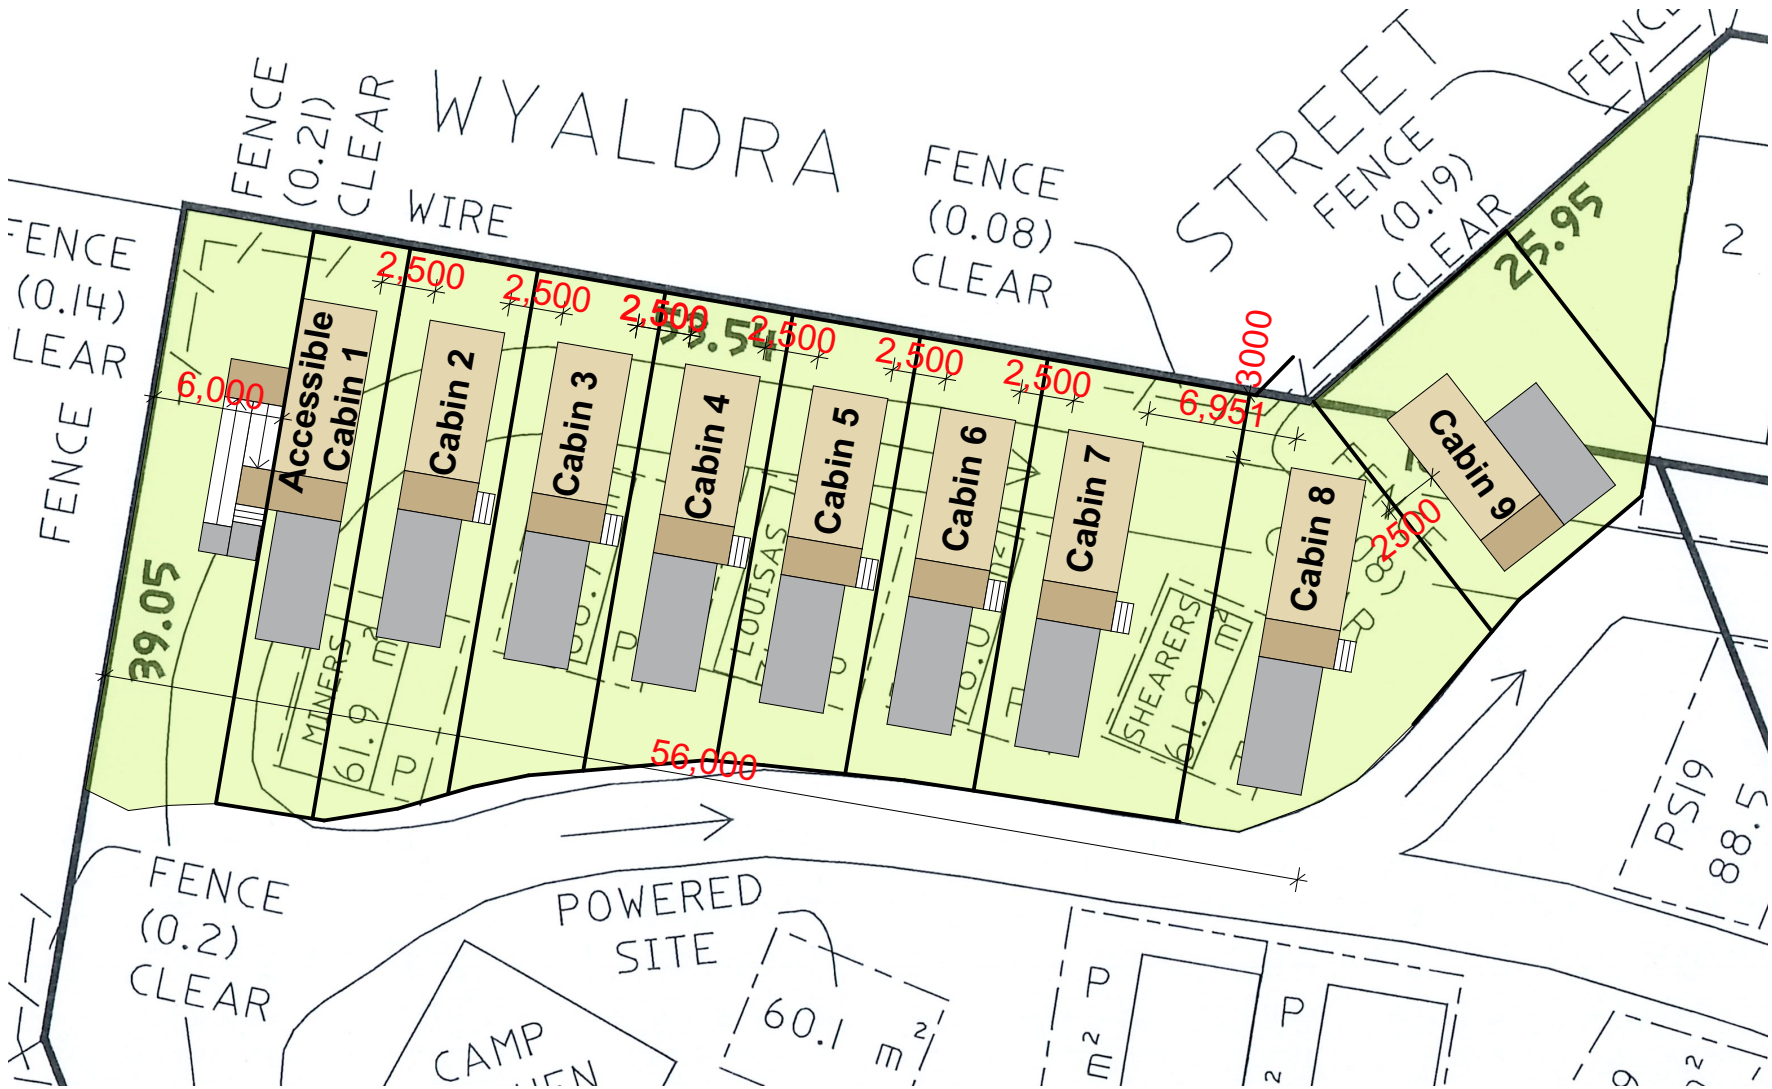 FENCE
(0.21)
CLEAR
WYALDRA
STREET
FENCE
WIRE
FENCE
(0.08)
CLEAR
FENCE
(0.19)
CLEAR
FENCE
(0.14)
LEAR
FENCE
25.95
2
2,500
2,500
2,500
2,500
2,500
2,500
3000
6,951
6,000
2500
Accessible
Cabin 1
Cabin 2
Cabin 3
Cabin 4
Cabin 5
Cabin 6
Cabin 7
Cabin 8
Cabin 9
39.05
MINERS
61.9 m²
P
P
LOUISAS
SHEARERS
61.9 m²
56,000
PSI9
88.5
FENCE
(0.2)
CLEAR
POWERED
SITE
60.1 m²
CAMP
P
m²
P